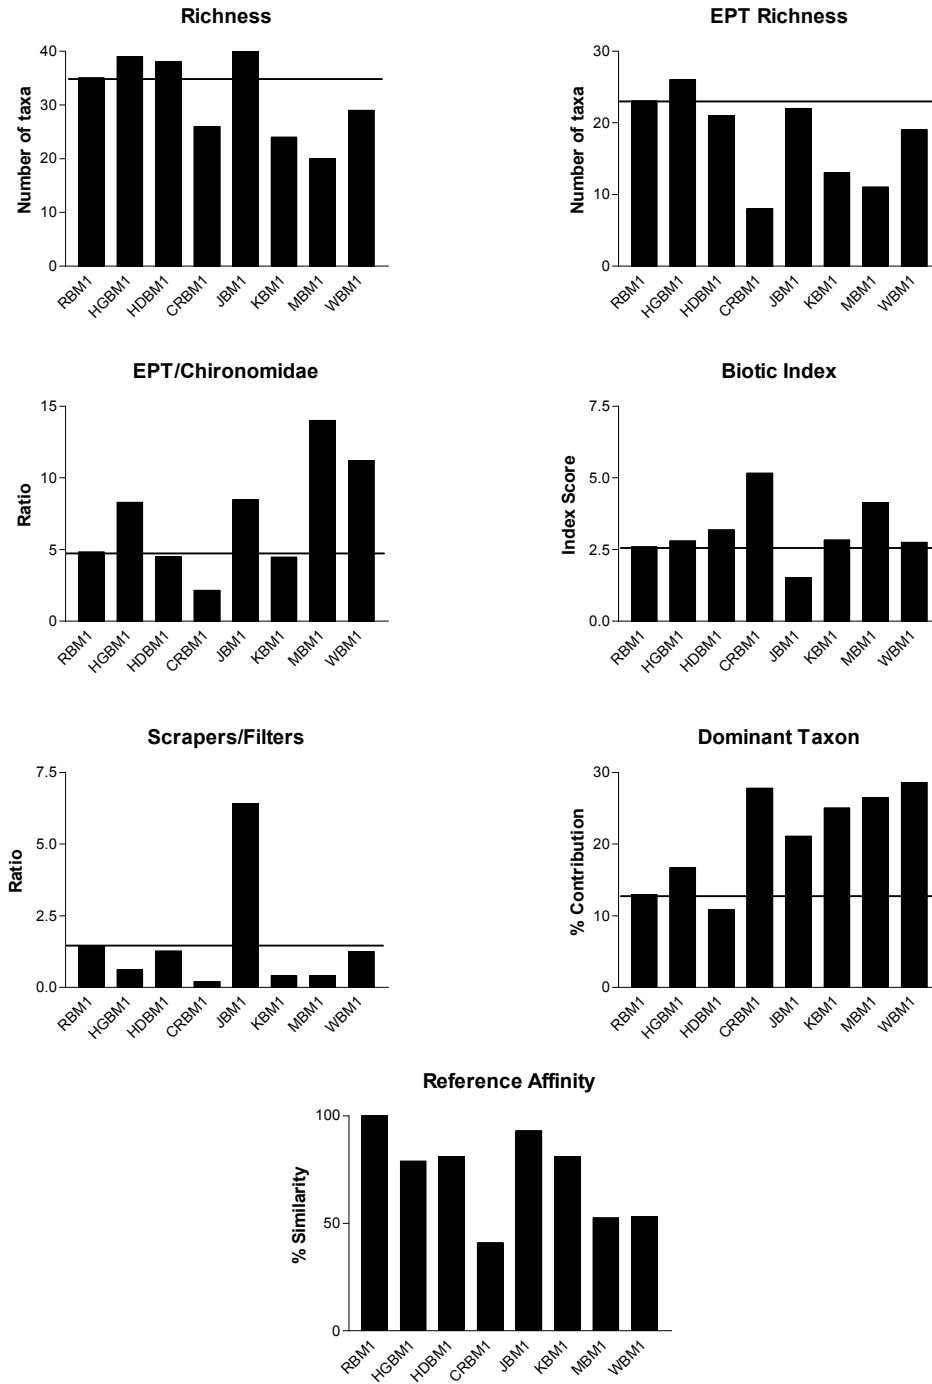 Richness
Number of taxa
40
30
20
10
0
RBM1 HGBM1 HDBM1 CRBM1 JBM1 KBM1 MBM1 WBM1
EPT Richness
Number of taxa
30
20
10
0
RBM1 HGBM1 HDBM1 CRBM1 JBM1 KBM1 MBM1 WBM1
EPT/Chironomidae
Ratio
15
10
5
0
RBM1 HGBM1 HDBM1 CRBM1 JBM1 KBM1 MBM1 WBM1
Biotic Index
Index Score
7.5
5.0
2.5
0.0
RBM1 HGBM1 HDBM1 CRBM1 JBM1 KBM1 MBM1 WBM1
Scrapers/Filters
Ratio
7.5
5.0
2.5
0.0
RBM1 HGBM1 HDBM1 CRBM1 JBM1 KBM1 MBM1 WBM1
Dominant Taxon
% Contribution
30
20
10
0
RBM1 HGBM1 HDBM1 CRBM1 JBM1 KBM1 MBM1 WBM1
Reference Affinity
% Similarity
100
50
0
RBM1 HGBM1 HDBM1 CRBM1 JBM1 KBM1 MBM1 WBM1